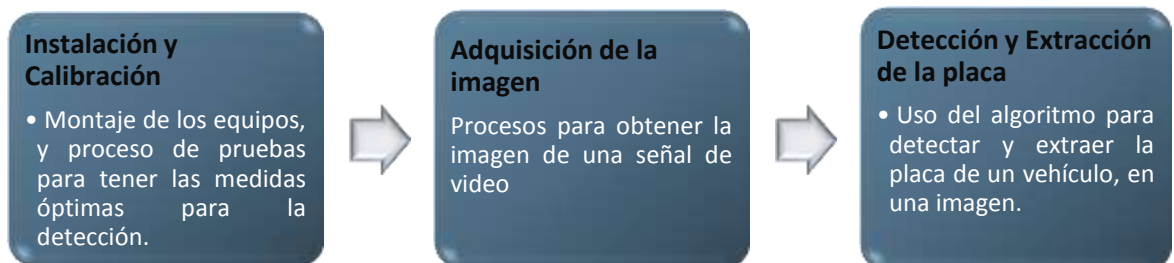 Instalación y
Calibración
• Montaje de los equipos,
y proceso de pruebas
para tener las medidas
óptimas para la
detección.
Adquisición de la
imagen
Procesos para obtener la
imagen de una señal de
video
Detección y Extracción
de la placa
• Uso del algoritmo para
detectar y extraer la
placa de un vehículo, en
una imagen.